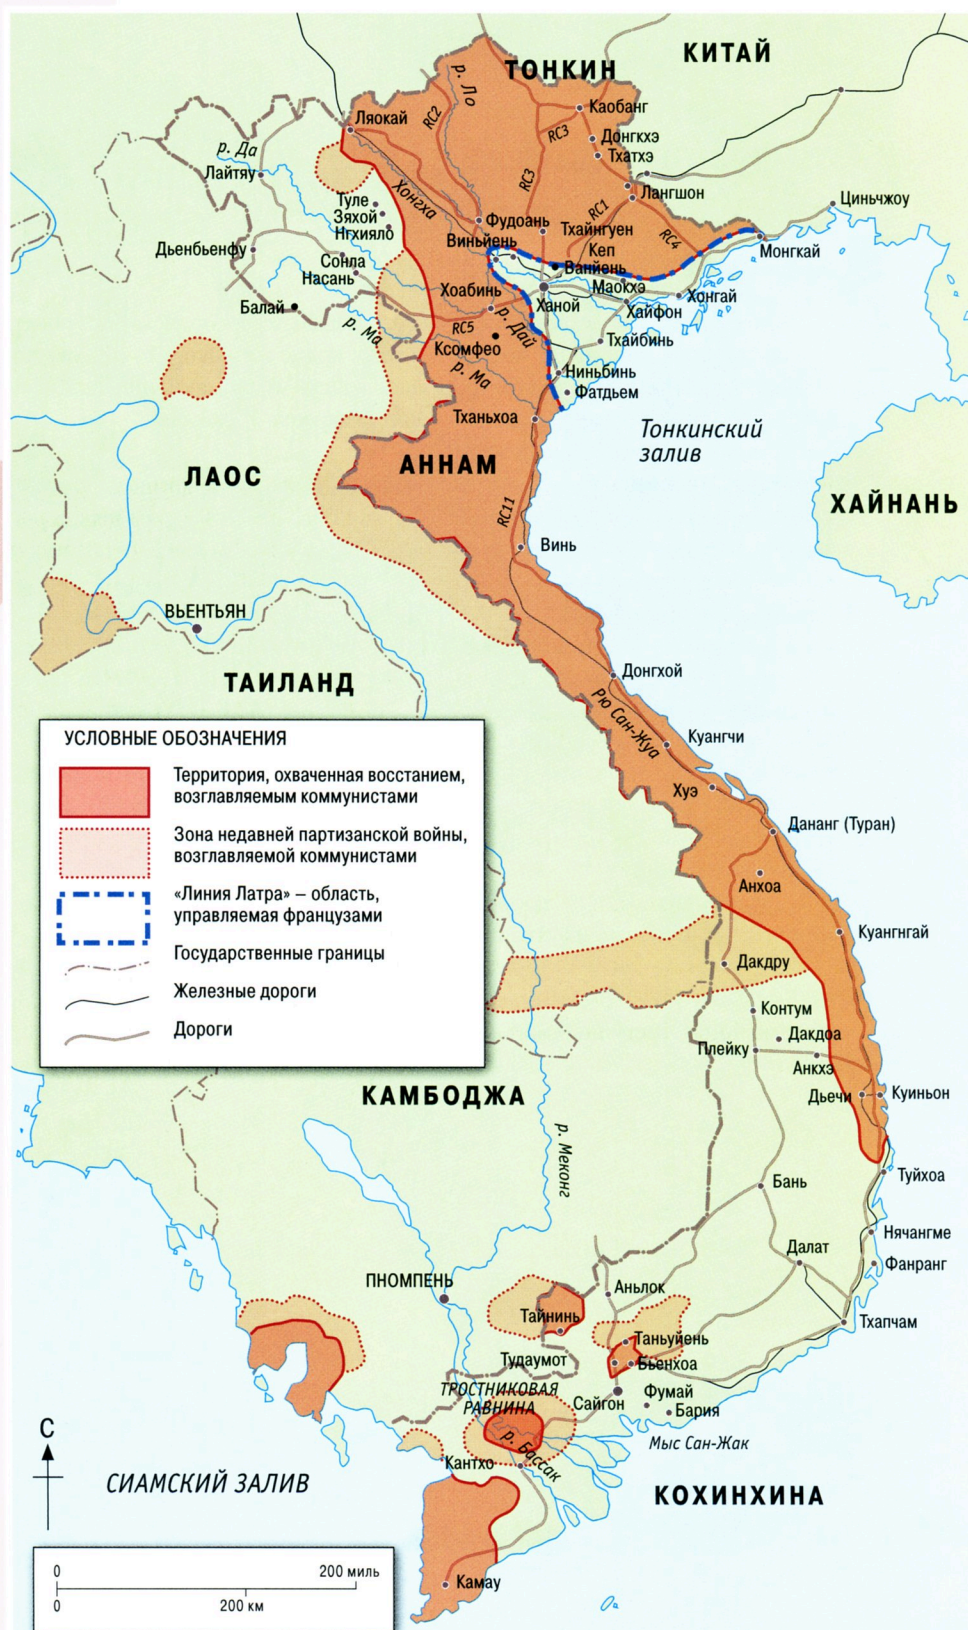 КИТАЙ
ТОНКИН
р. Ло
Каобанг
Ляокай
RC2
RC3
Донгкхэ
Тхатхэ
р. Да
Лайтяу
RC3
Лангшон
Циньчжоу
Туле
Зяхой
Нгхияло
Хонгха
RC1
Фудоань
Тхайнгуен
RC4
Виньйень
Кеп
Монгкай
Дьенбьенфу
Сонла
Насань
Ванйень
Маокхэ
Хоабинь
Ханой
Хонгай
Хайфон
Балай
р. Ма
RC5
р. Дай
Ксомфео
Тхайбинь
р. Ма
Ниньбинь
Фатдьем
Тханьхоа
Тонкинский
залив
ЛАОС
АННАМ
ХАЙНАНЬ
RC11
Винь
ВЬЕНТЬЯН
ТАИЛАНД
Донгхой
Рю Сан-Жуа
Куангчи
Хуэ
Дананг (Туран)
Анхоа
Куангнгай
Дакдру
Контум
Дакдоа
Плейку
Анкхэ
Дьечи
Куиньон
УСЛОВНЫЕ ОБОЗНАЧЕНИЯ
Территория, охваченная восстанием,
возглавляемым коммунистами
Зона недавней партизанской войны,
возглавляемой коммунистами
«Линия Латра» – область,
управляемая французами
Государственные границы
Железные дороги
Дороги
КАМБОДЖА
р. Меконг
Туйхоа
Бань
Нячангме
Далат
Фанранг
ПНОМПЕНЬ
Аньлок
Тайнинь
Тхапчам
Таньуйень
Тудаумот
Бьенхоа
ТРОСТНИКОВАЯ
РАВНИНА
Сайгон
Фумай
Бария
р. Бассак
Мыс Сан-Жак
Кантхо
С
СИАМСКИЙ ЗАЛИВ
КОХИНХИНА
Камау
0
200 миль
0
200 км